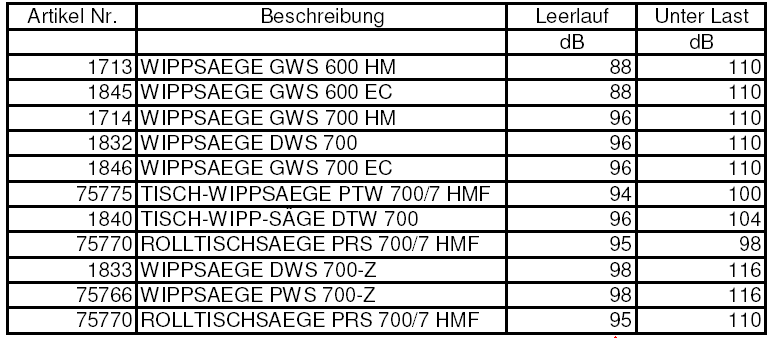 Artikel Nr. Beschreibung Leerlauf Unter Last
dB dB
1713 WIPPSAEGE GWS 600 HM 88 110
1845 WIPPSAEGE GWS 600 EC 88 110
1714 WIPPSAEGE GWS 700 HM 96 110
1832 WIPPSAEGE DWS 700 96 110
1846 WIPPSAEGE GWS 700 EC 96 110
75775 TISCH-WIPPSAEGE PTW 700/7 HMF 94 100
1840 TISCH-WIPP-SÄGE DTW 700 96 104
75770 ROLLTISCHSAEGE PRS 700/7 HMF 95 98
1833 WIPPSAEGE DWS 700-Z 98 116
75766 WIPPSAEGE PWS 700-Z 98 116
75770 ROLLTISCHSAEGE PRS 700/7 HMF 95 110